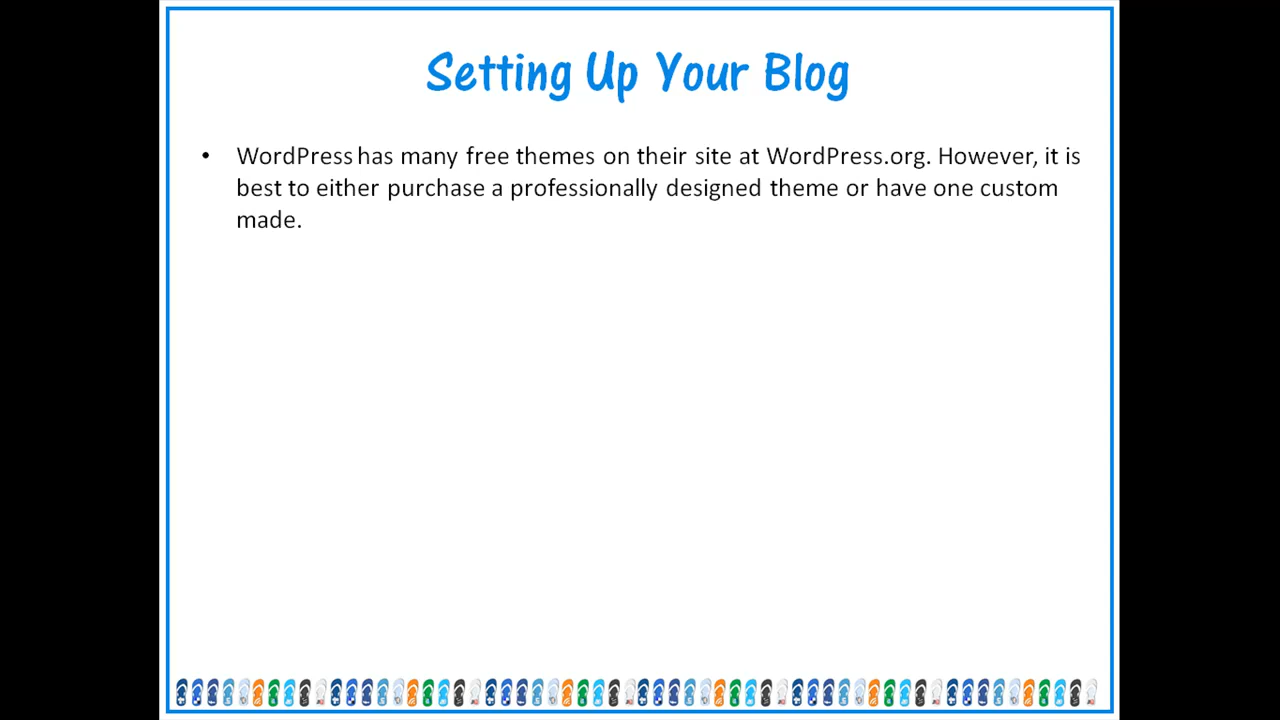 Setting Up Your Blog
• WordPress has many free themes on their site at WordPress.org. However, it is
best to either purchase a professionally designed theme or have one custom
made.